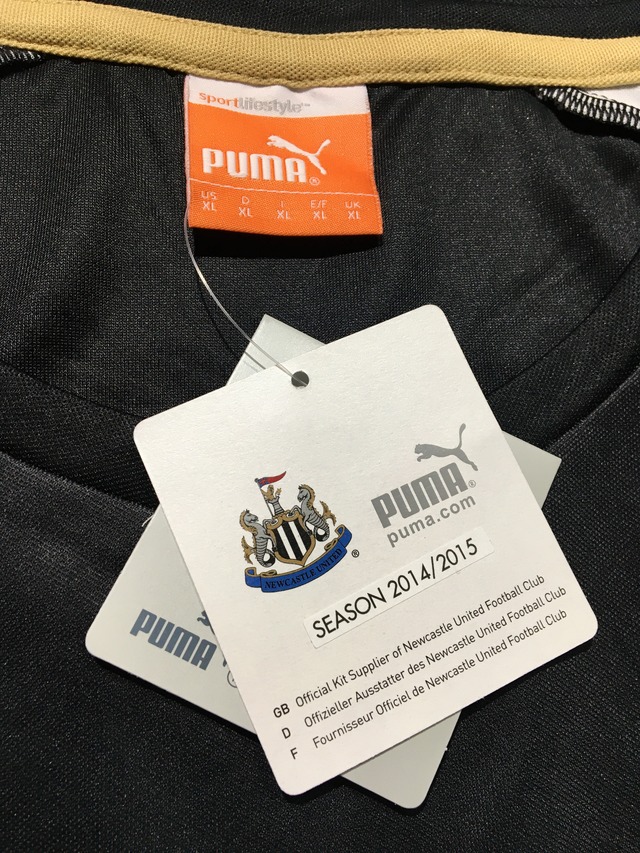 sportlifestyle™
PUMA®
US D I E/F UK
XL XL XL XL XL
PUMA®
puma.com
NEWCASTLE UNITED ®
SEASON 2014/2015
GB Official Kit Supplier of Newcastle United Football Club
D Offizieller Ausstatter des Newcastle United Football Club
F Fournisseur Officiel de Newcastle United Football Club
PUMA